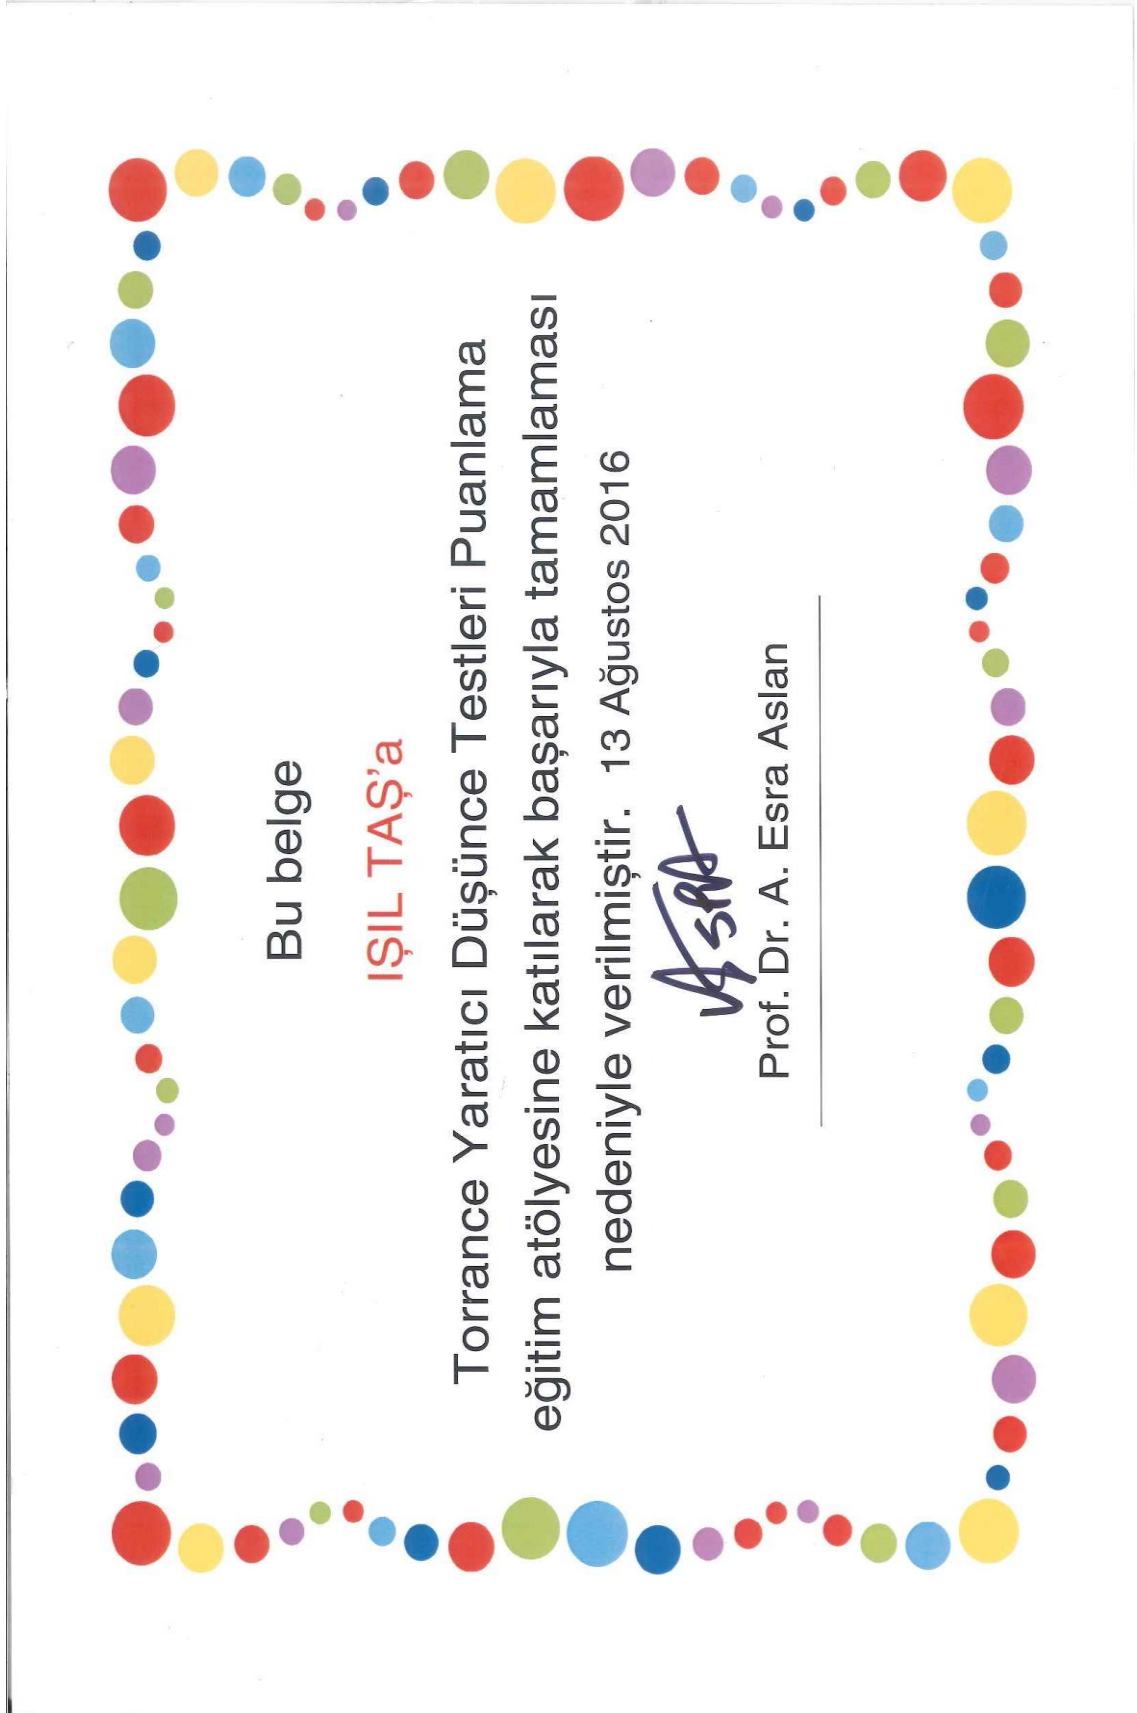 Bu belge
IŞIL TAŞ'a
Torrance Yaratıcı Düşünce Testleri Puanlama
eğitim atölyesine katılarak başarıyla tamamlaması
nedeniyle verilmiştir. 13 Ağustos 2016
Prof. Dr. A. Esra Aslan